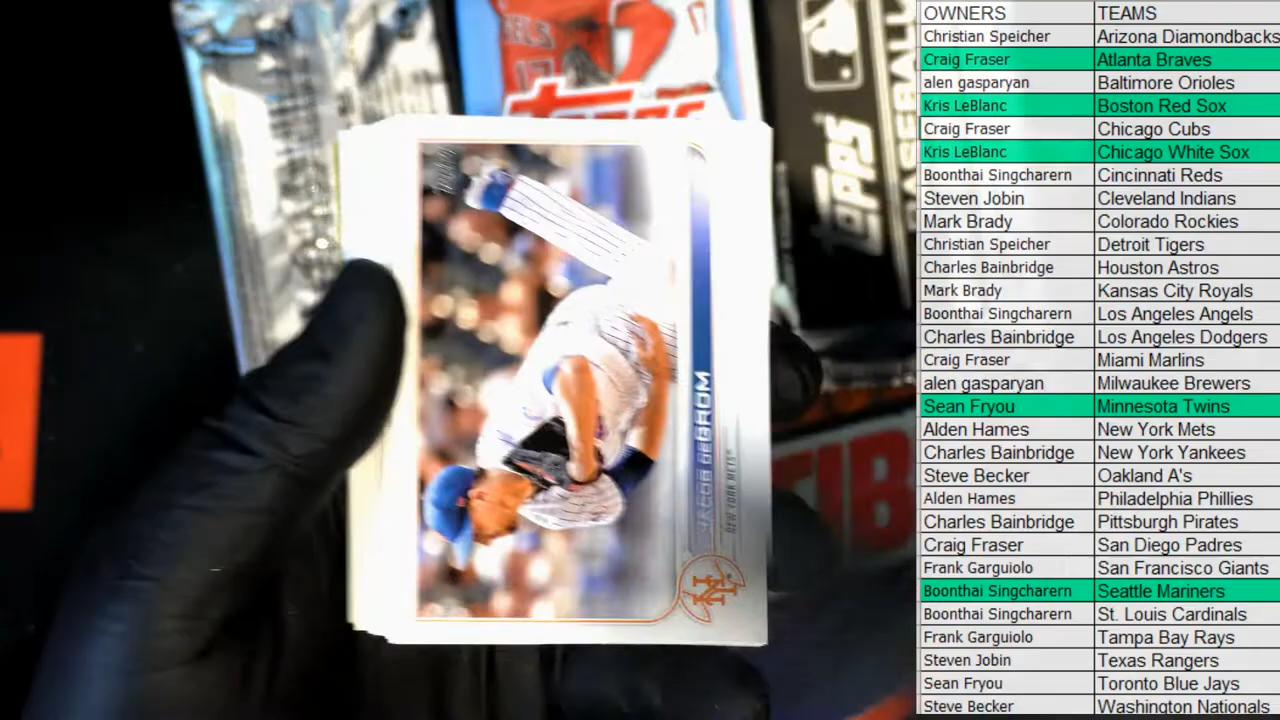 OWNERS TEAMS
Christian Speicher Arizona Diamondbacks
Craig Fraser Atlanta Braves
alen gasparyan Baltimore Orioles
Kris LeBlanc Boston Red Sox
Craig Fraser Chicago Cubs
Kris LeBlanc Chicago White Sox
Boonthai Singcharern Cincinnati Reds
Steven Jobin Cleveland Indians
Mark Brady Colorado Rockies
Christian Speicher Detroit Tigers
Charles Bainbridge Houston Astros
Mark Brady Kansas City Royals
Boonthai Singcharern Los Angeles Angels
Charles Bainbridge Los Angeles Dodgers
Craig Fraser Miami Marlins
alen gasparyan Milwaukee Brewers
Sean Fryou Minnesota Twins
Alden Hames New York Mets
Charles Bainbridge New York Yankees
Steve Becker Oakland A's
Alden Hames Philadelphia Phillies
Charles Bainbridge Pittsburgh Pirates
Craig Fraser San Diego Padres
Frank Garguiolo San Francisco Giants
Boonthai Singcharern Seattle Mariners
Boonthai Singcharern St. Louis Cardinals
Frank Garguiolo Tampa Bay Rays
Steven Jobin Texas Rangers
Sean Fryou Toronto Blue Jays
Steve Becker Washington Nationals
JACOB deGROM
NEW YORK METS
NY
TOPPS
BASEBALL
Topps